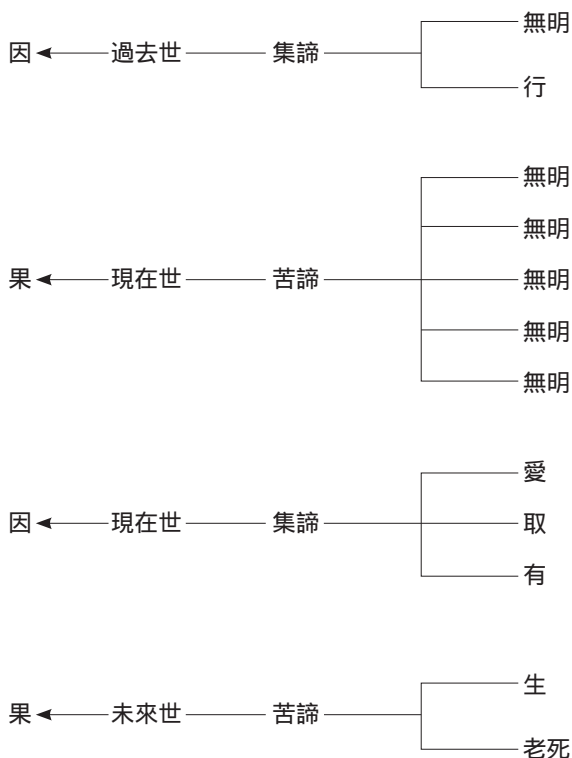 無明
因 過去世 集諦
行
無明
無明
果 現在世 苦諦 無明
無明
無明
愛
因 現在世 集諦 取
有
生
果 未來世 苦諦
老死